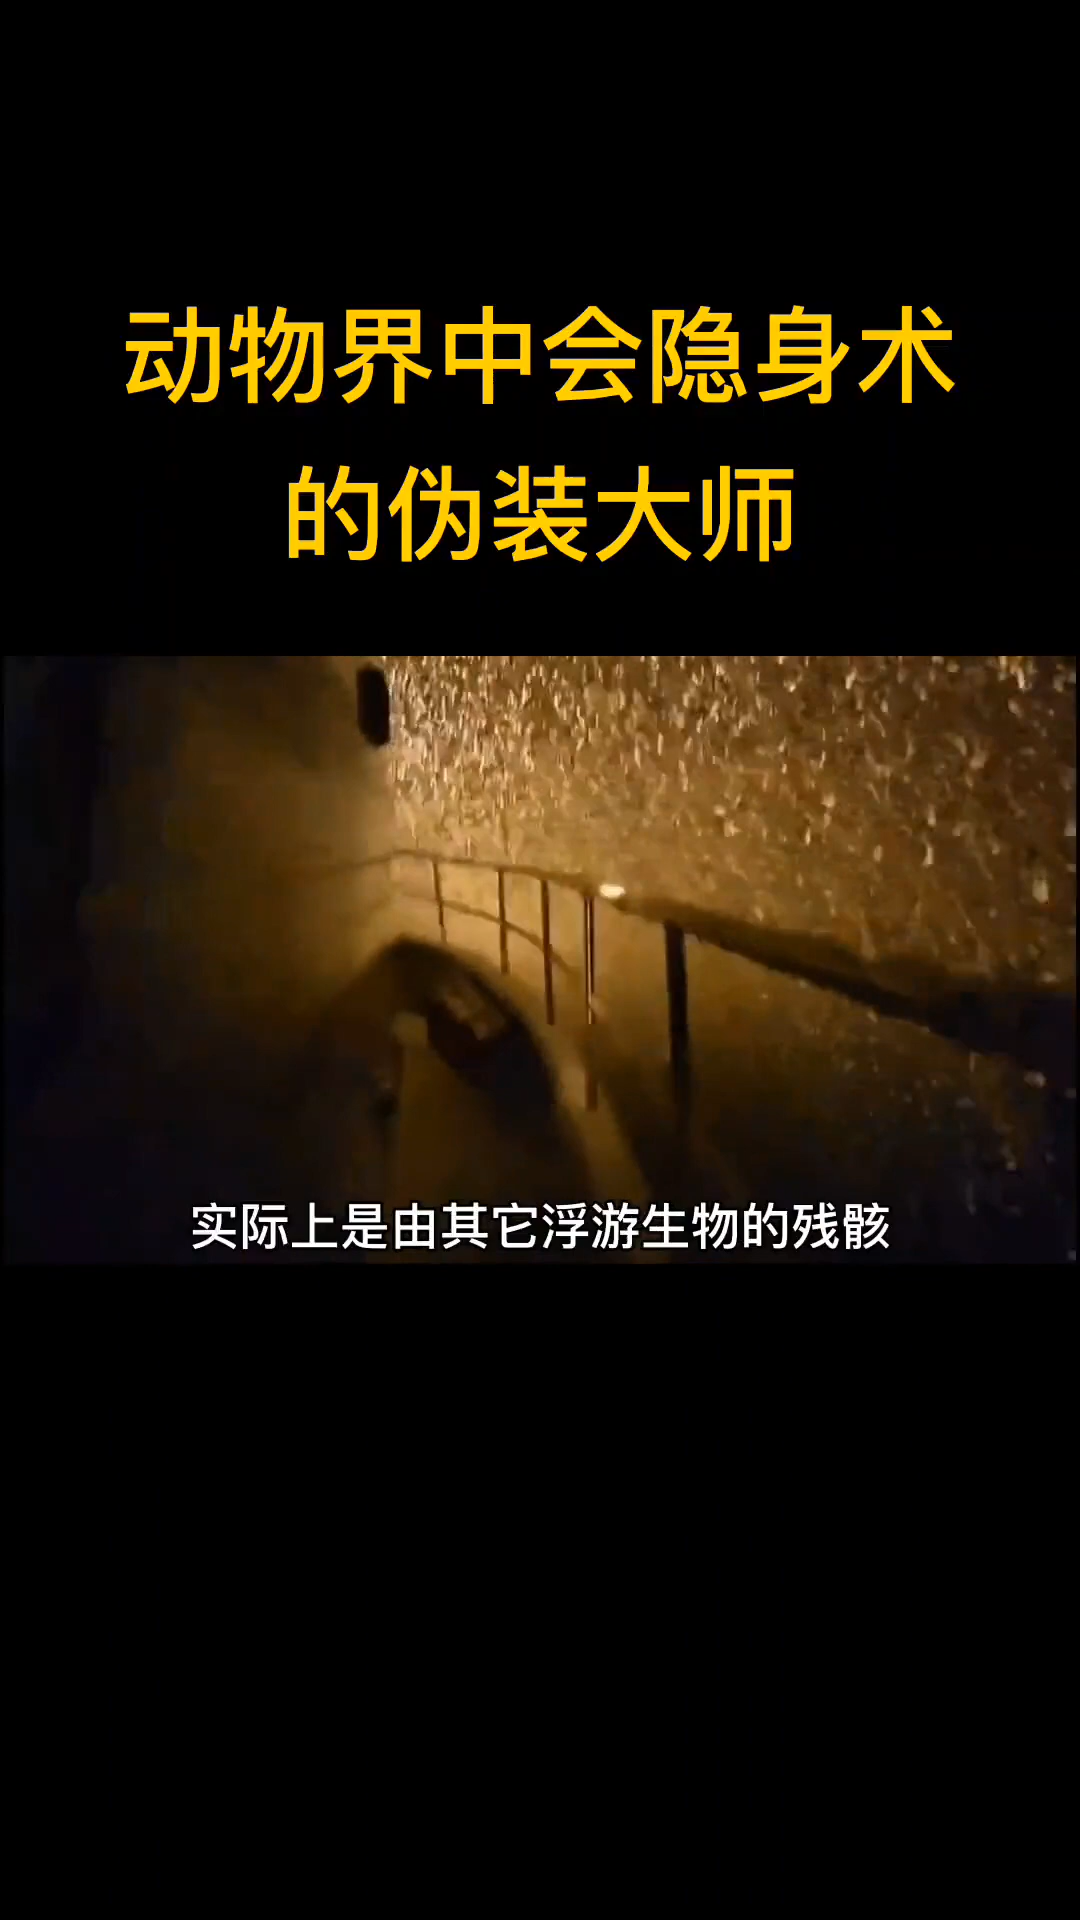 动物界中会隐身术
的伪装大师
实际上是由其它浮游生物的残骸